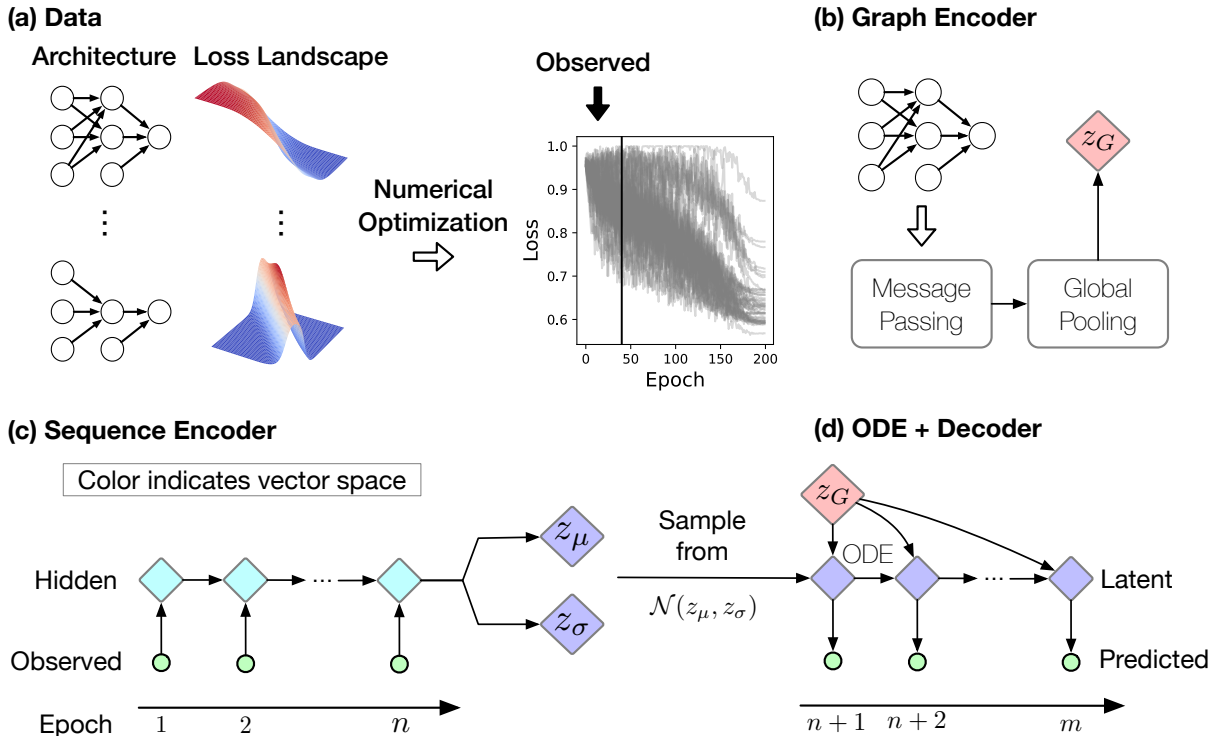 (a) Data
Architecture
Loss Landscape
⋮
⋮
Numerical
Optimization
Observed
Loss
1.0
0.9
0.8
0.7
0.6
0
50
100
150
200
Epoch
(b) Graph Encoder
z_G
Message
Passing
Global
Pooling
(c) Sequence Encoder
Color indicates vector space
Hidden
...
z_μ
z_σ
Observed
Epoch
1
2
n
Sample
from
𝒩(z_μ, z_σ)
(d) ODE + Decoder
z_G
ODE
...
Latent
Predicted
n + 1
n + 2
m